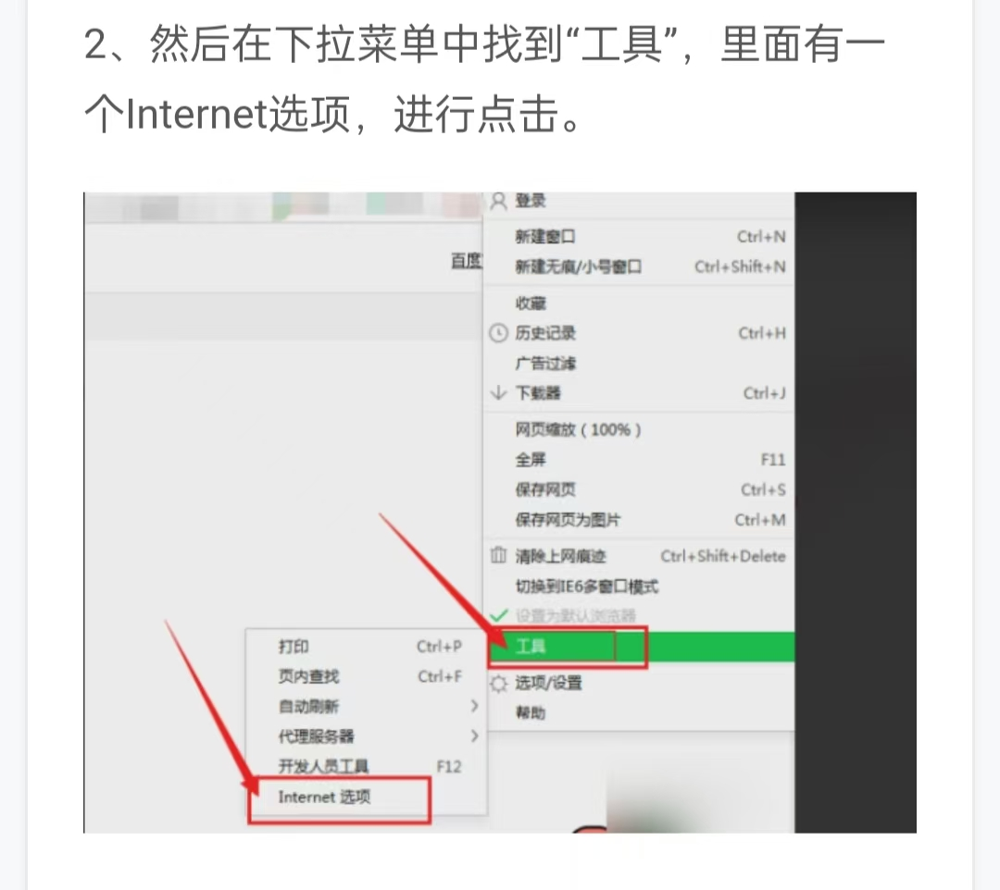 2、然后在下拉菜单中找到“工具”，里面有一
个Internet选项，进行点击。
登录
百度
新建窗口 Ctrl+N
新建无痕/小号窗口 Ctrl+Shift+N
收藏
历史记录 Ctrl+H
广告过滤
下载器 Ctrl+J
网页缩放（100%）
全屏 F11
保存网页 Ctrl+S
保存网页为图片 Ctrl+M
清除上网痕迹 Ctrl+Shift+Delete
切换到IE6多窗口模式
设置为默认浏览器
工具
选项/设置
帮助
打印 Ctrl+P
页内查找 Ctrl+F
自动刷新
代理服务器
开发人员工具 F12
Internet 选项